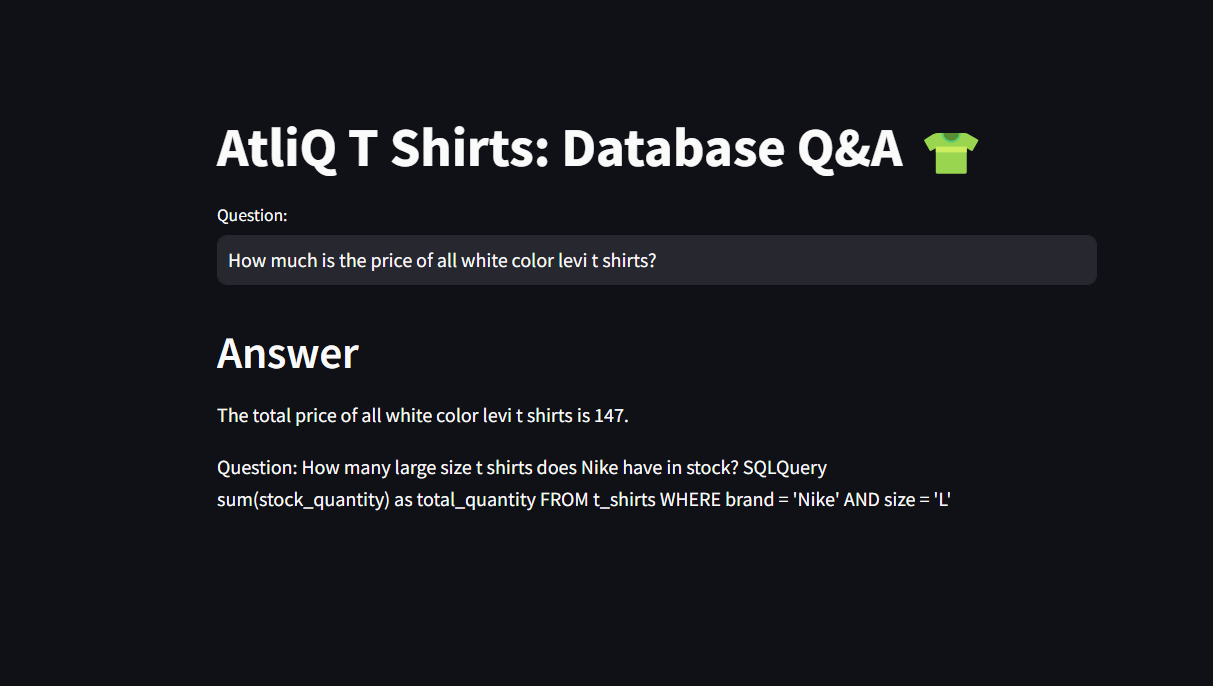 AtliQ T Shirts: Database Q&A
Question:
How much is the price of all white color levi t shirts?
Answer
The total price of all white color levi t shirts is 147.
Question: How many large size t shirts does Nike have in stock? SQLQuery
sum(stock_quantity) as total_quantity FROM t_shirts WHERE brand = 'Nike' AND size = 'L'